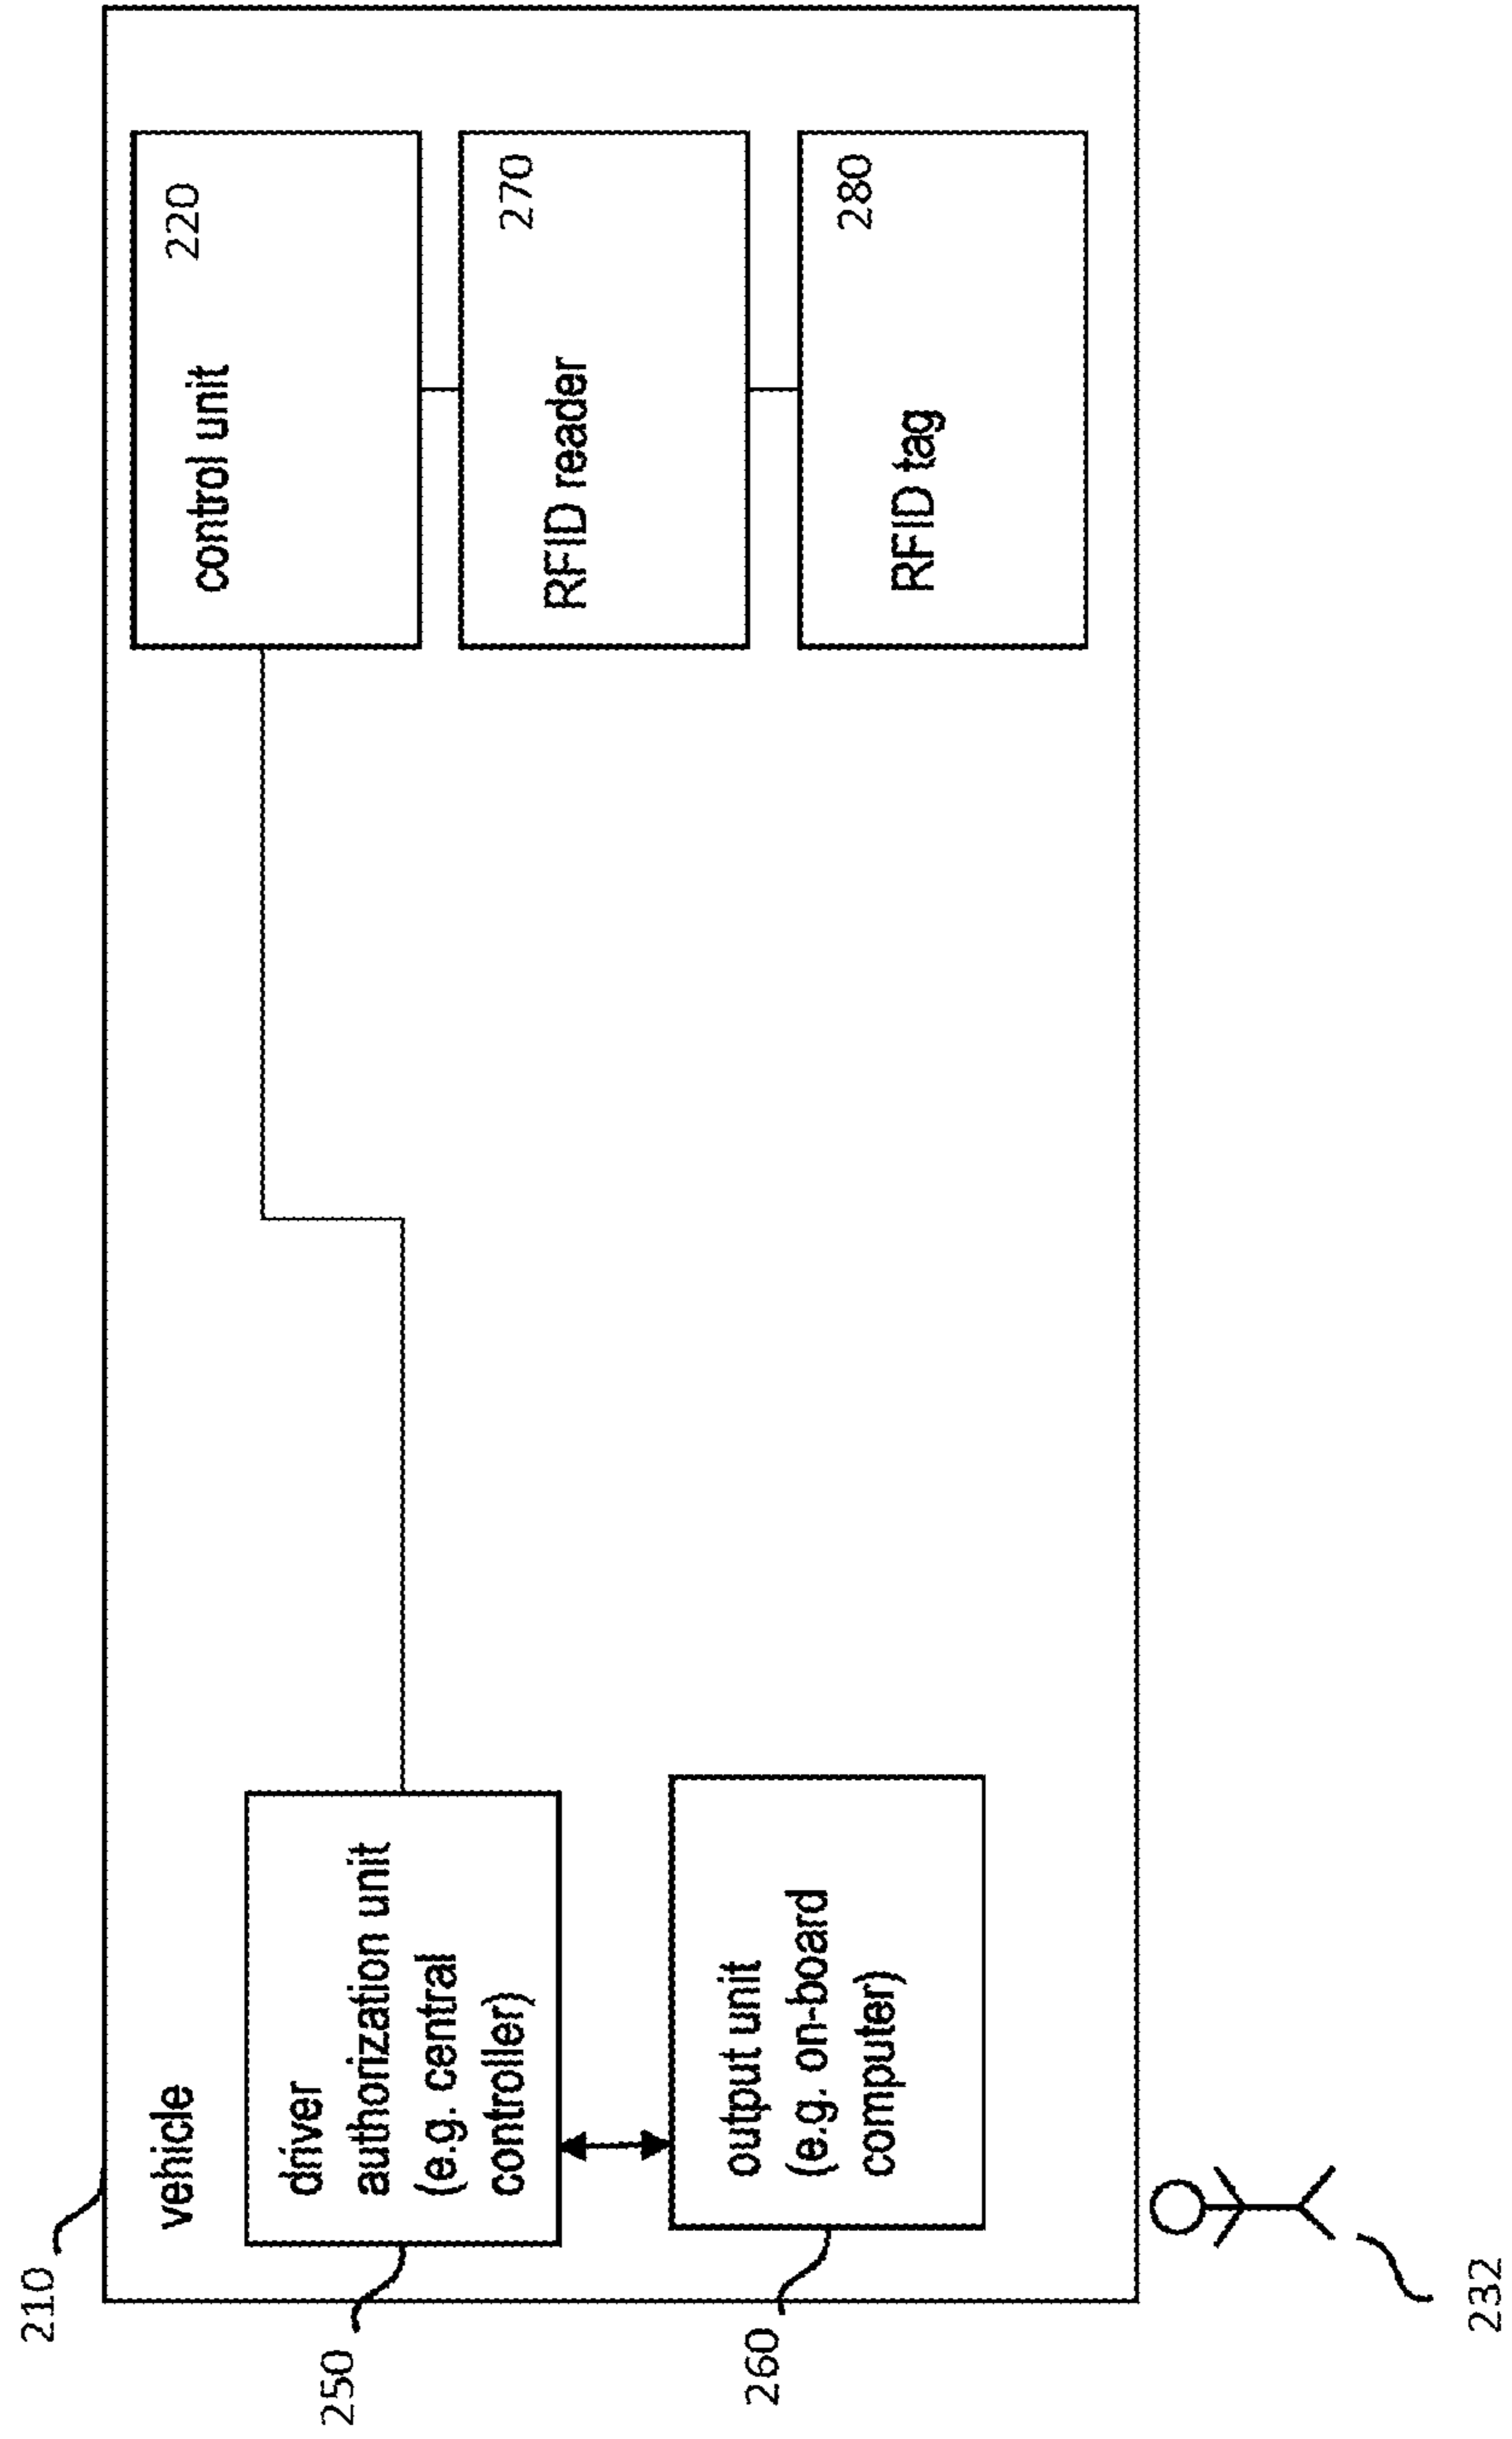 210
vehicle
250
driver
authorization unit
(e.g. central
controller)
260
output unit
(e.g. on-board
computer)
220
control unit
270
RFID reader
280
RFID tag
232